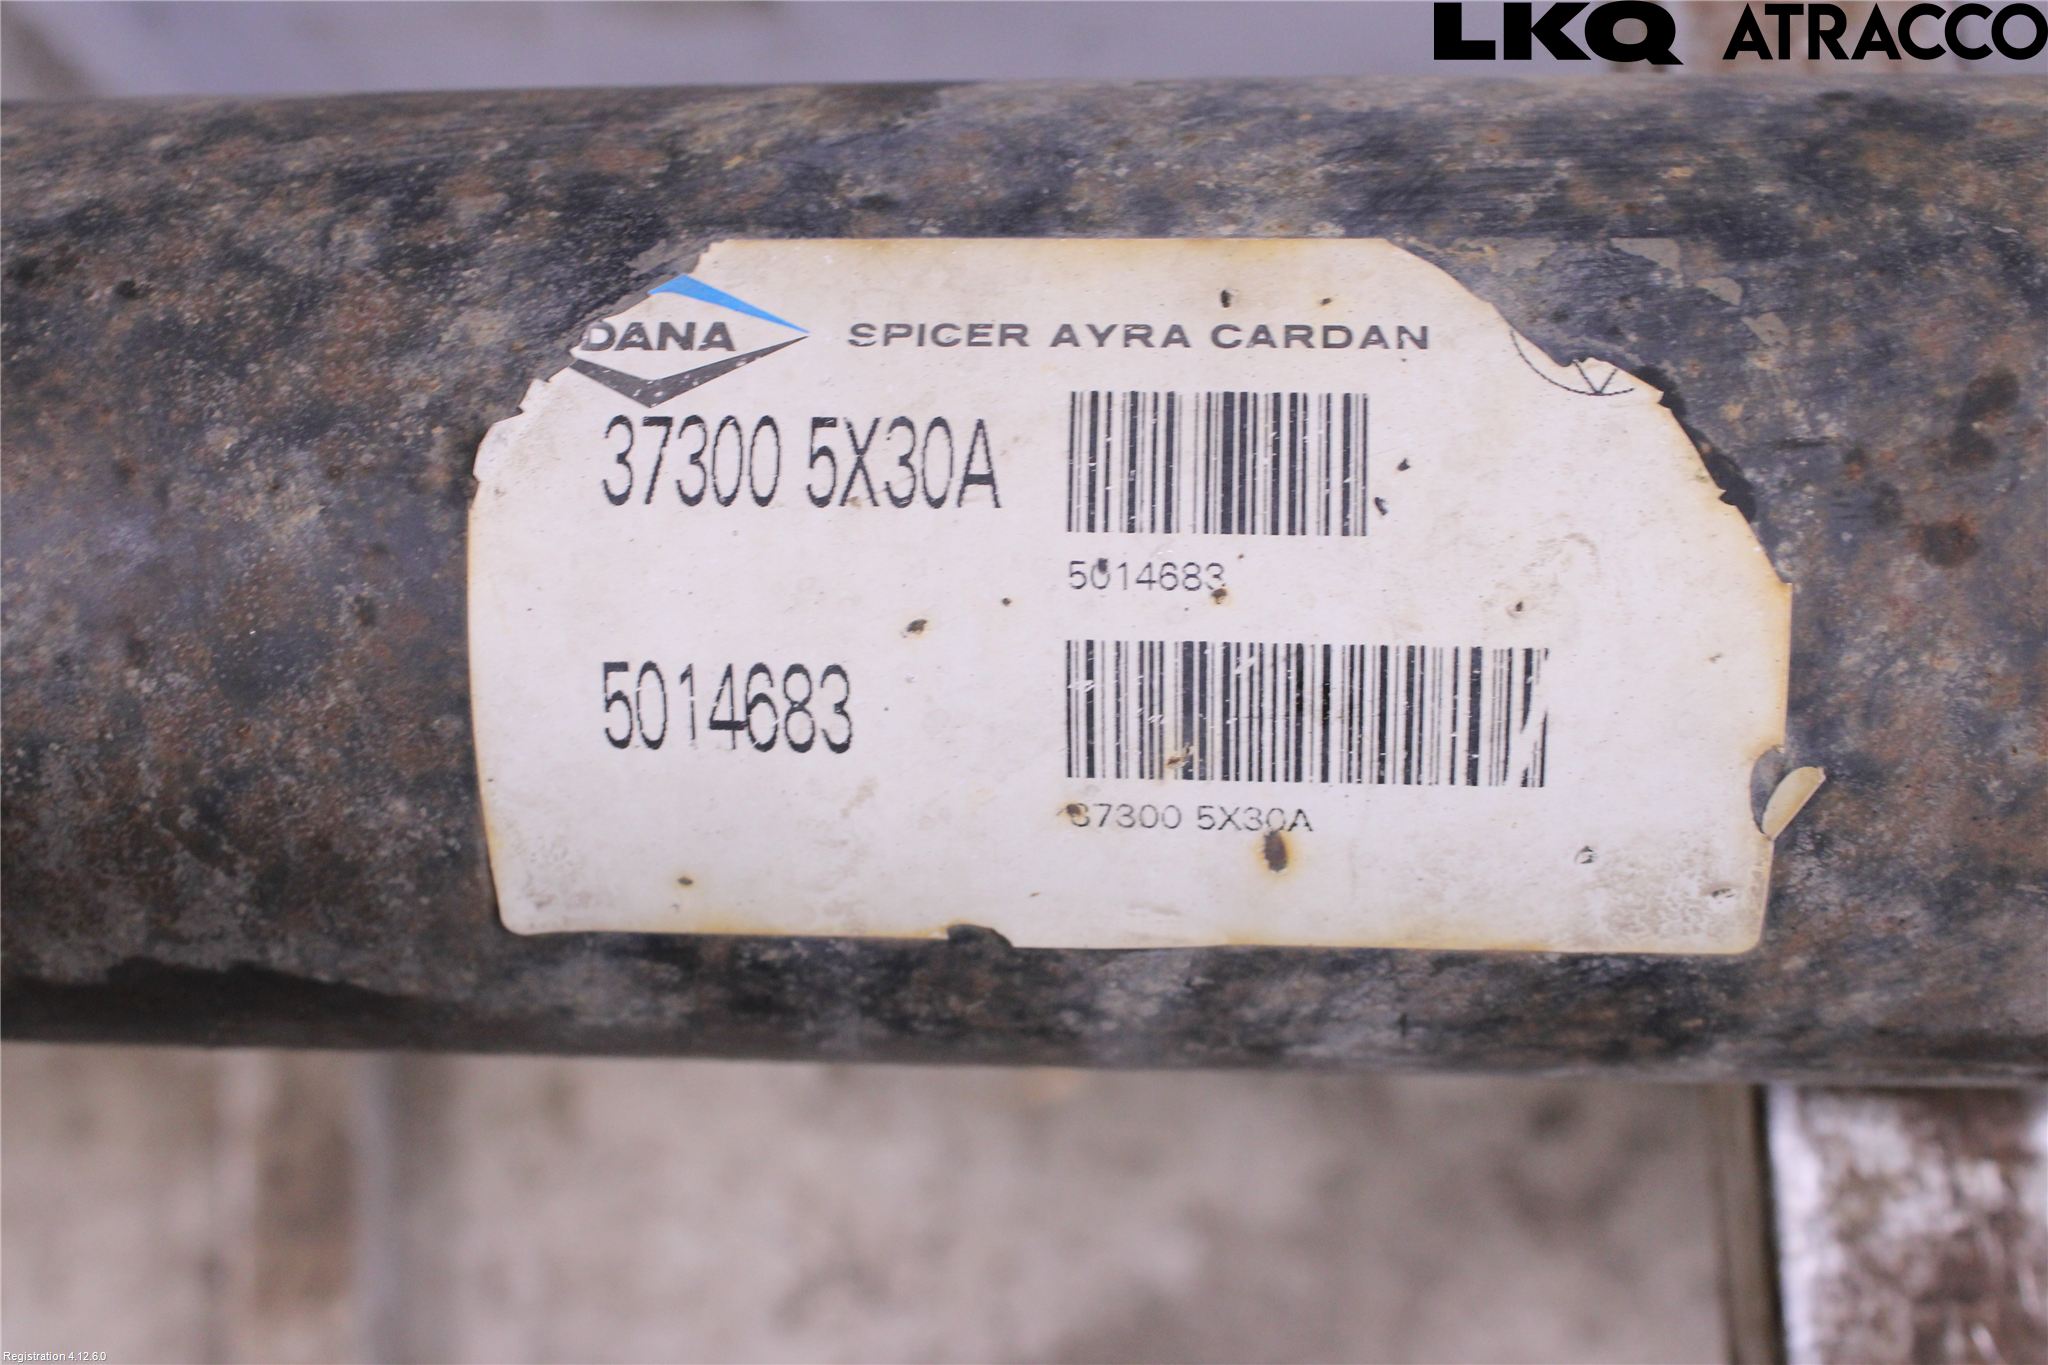 LKQ ATRACCO
DANA SPICER AYRA CARDAN
37300 5X30A
5014683
5014683
37300 5X30A
Registration 4.12.6.0